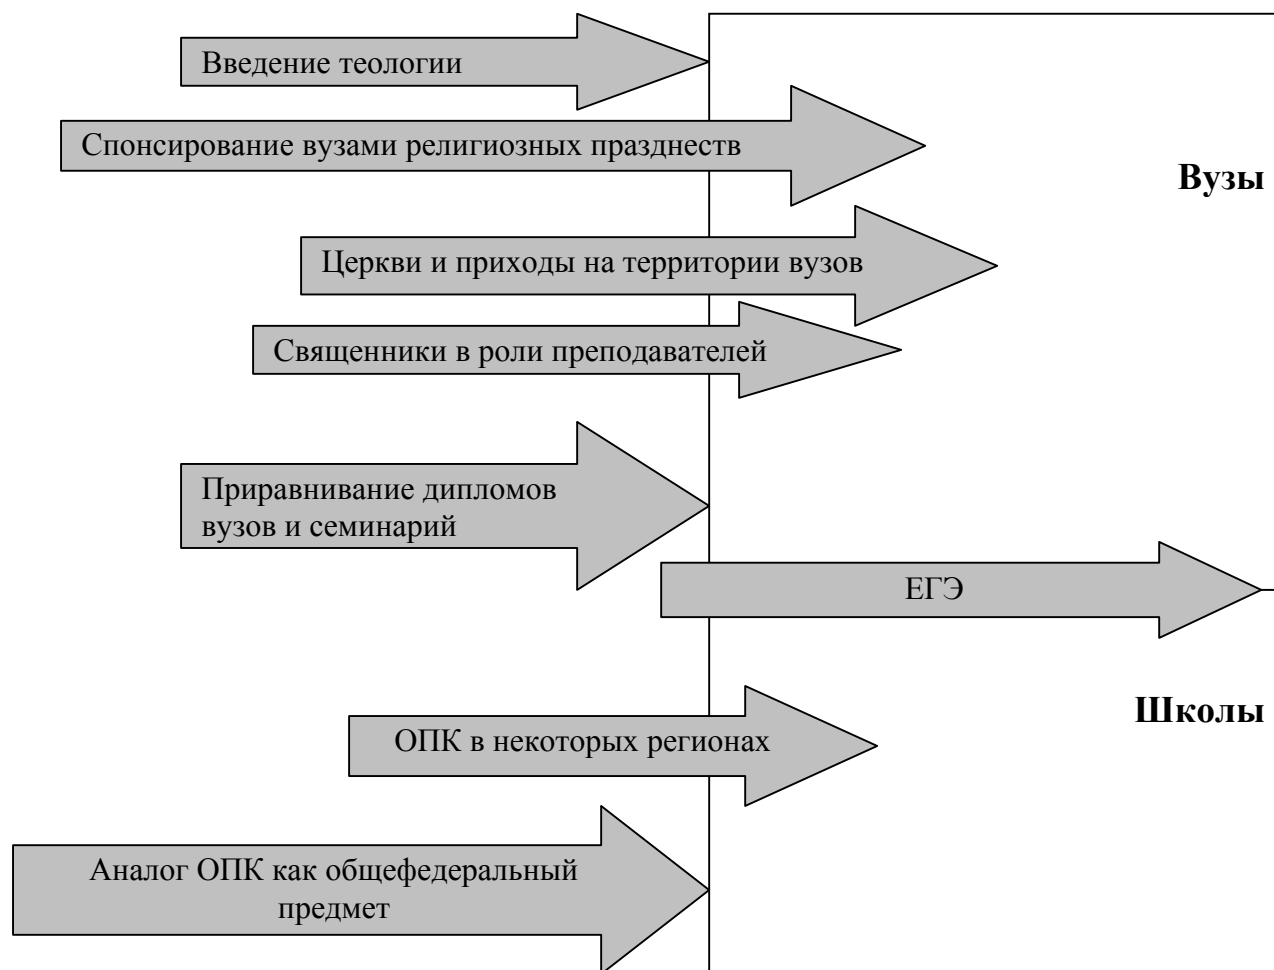 Введение теологии
Спонсирование вузами религиозных празднеств
Вузы
Церкви и приходы на территории вузов
Священники в роли преподавателей
Приравнивание дипломов
вузов и семинарий
ЕГЭ
Школы
ОПК в некоторых регионах
Аналог ОПК как общефедеральный
предмет